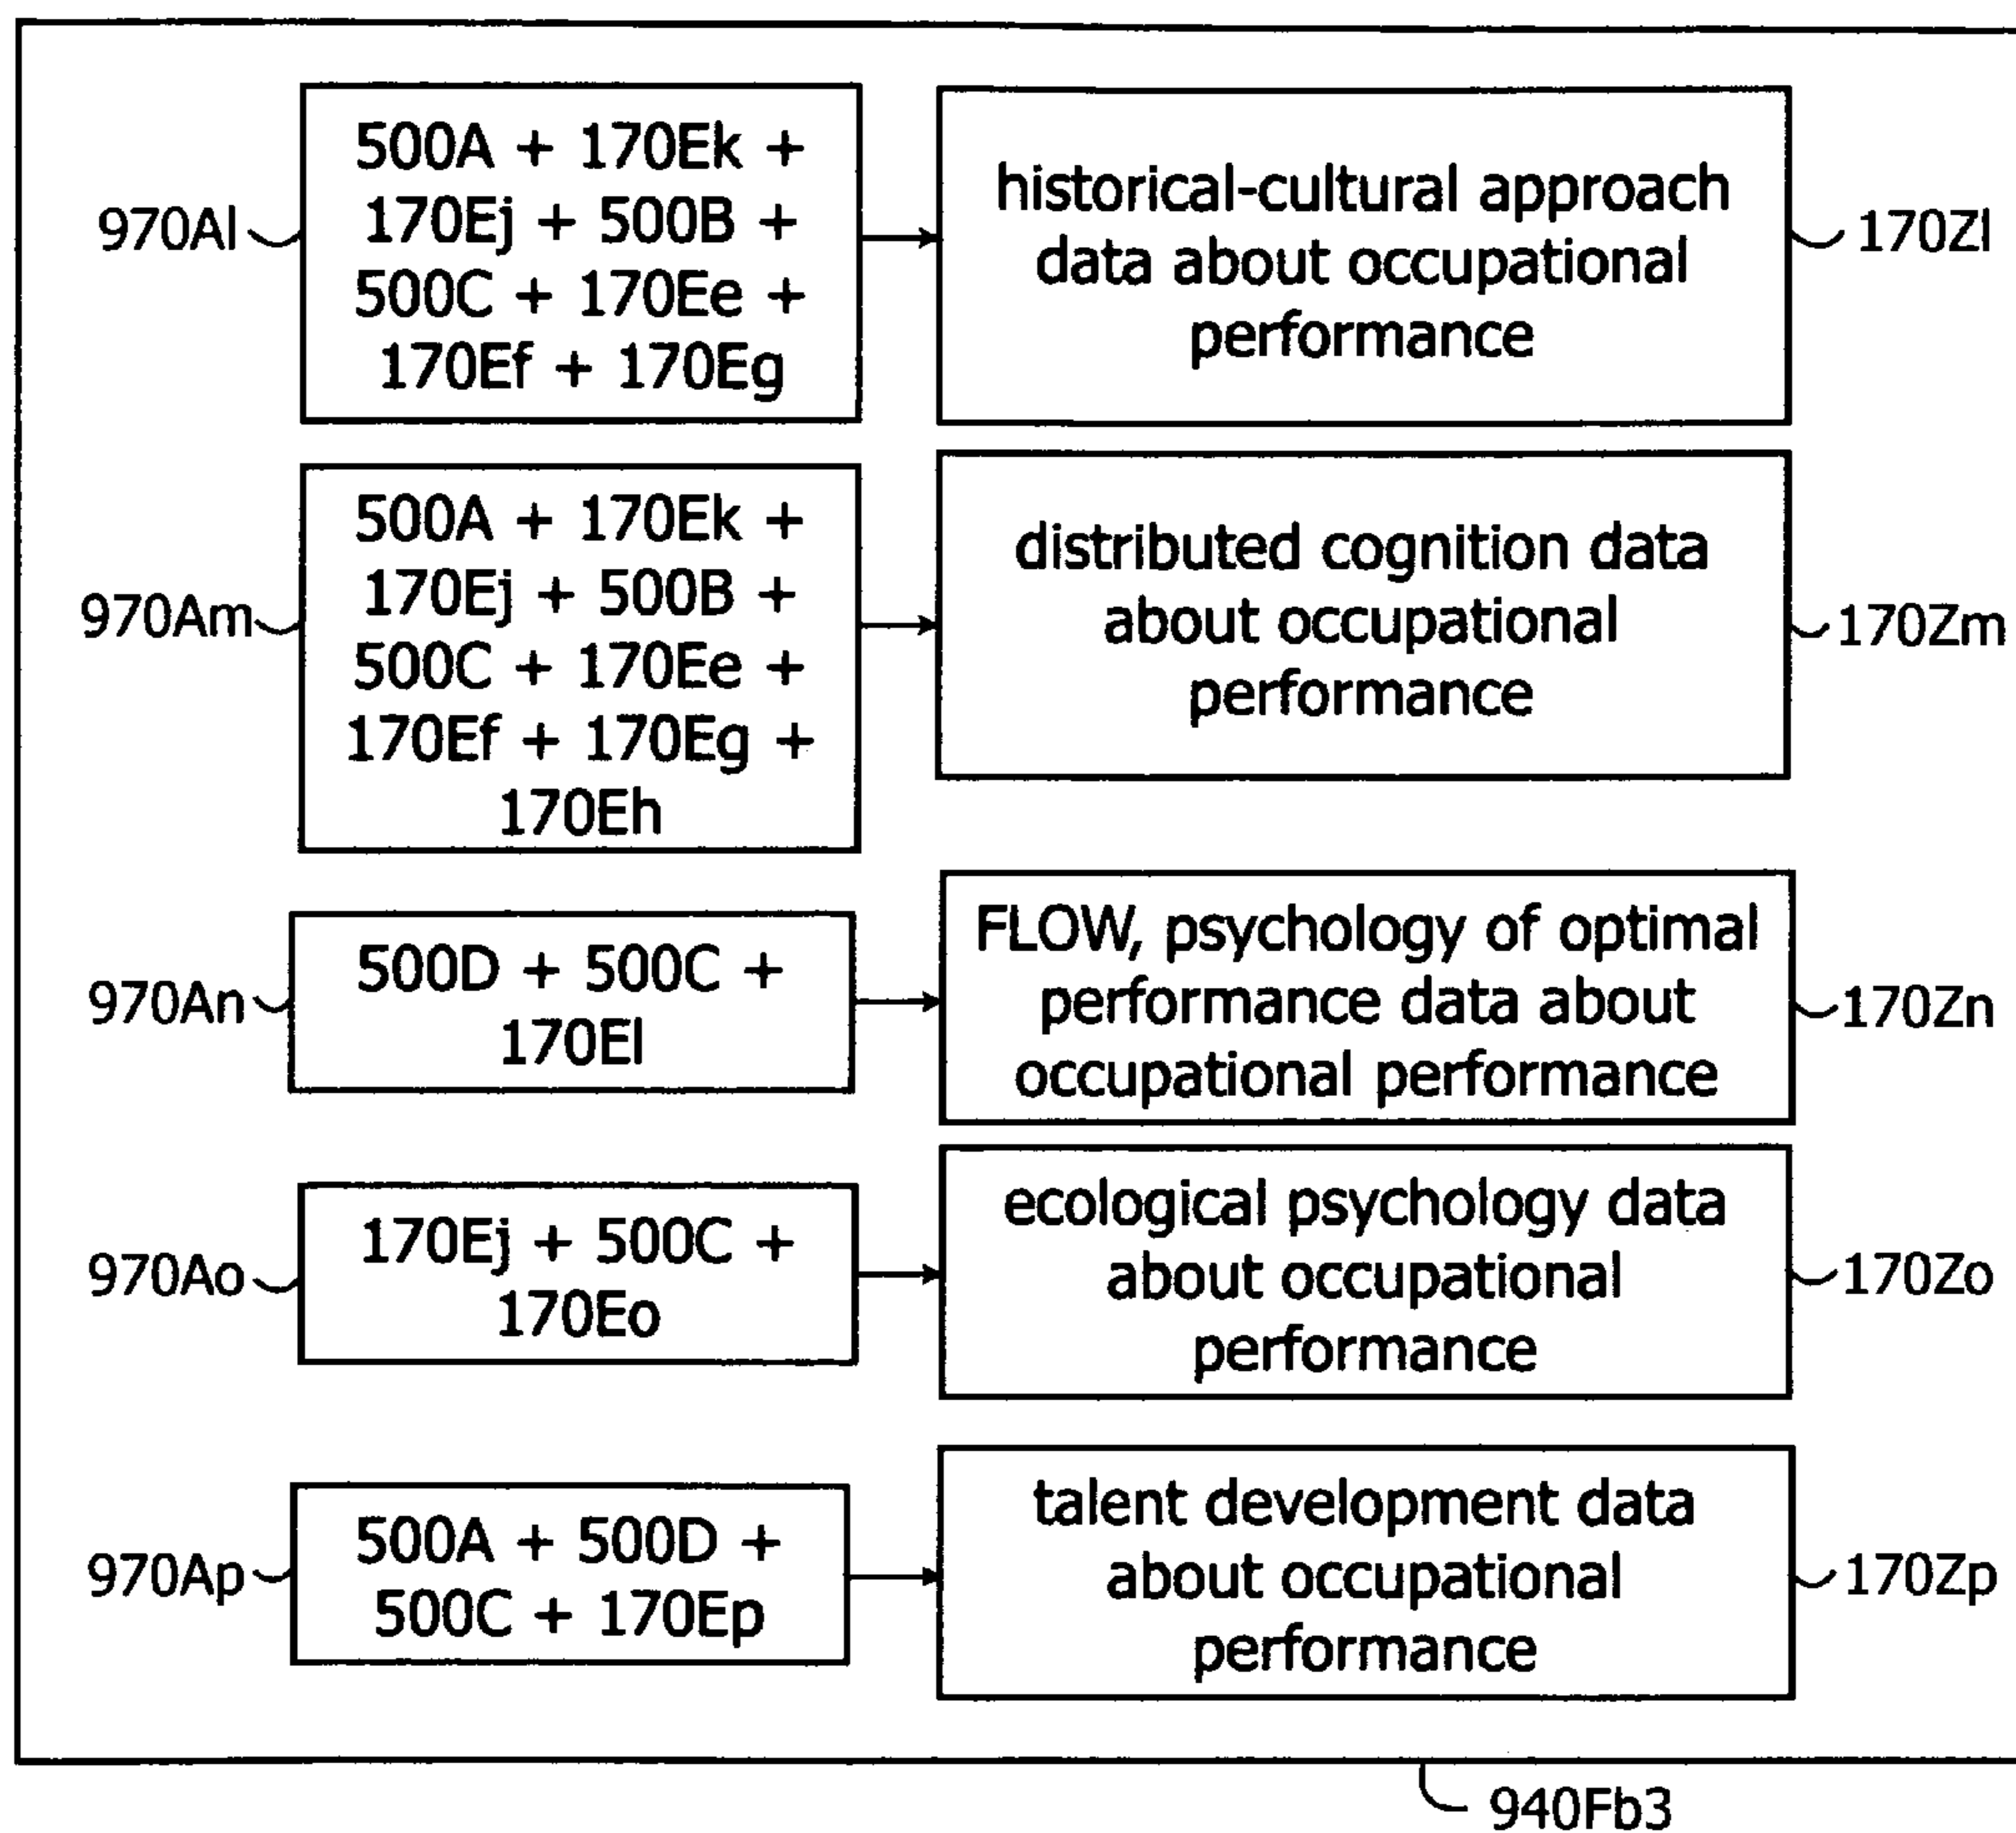 970Al
500A + 170Ek +
170Ej + 500B +
500C + 170Ee +
170Ef + 170Eg
historical-cultural approach
data about occupational
performance
170Zl
970Am
500A + 170Ek +
170Ej + 500B +
500C + 170Ee +
170Ef + 170Eg +
170Eh
distributed cognition data
about occupational
performance
170Zm
970An
500D + 500C +
170El
FLOW, psychology of optimal
performance data about
occupational performance
170Zn
970Ao
170Ej + 500C +
170Eo
ecological psychology data
about occupational
performance
170Zo
970Ap
500A + 500D +
500C + 170Ep
talent development data
about occupational
performance
170Zp
940Fb3